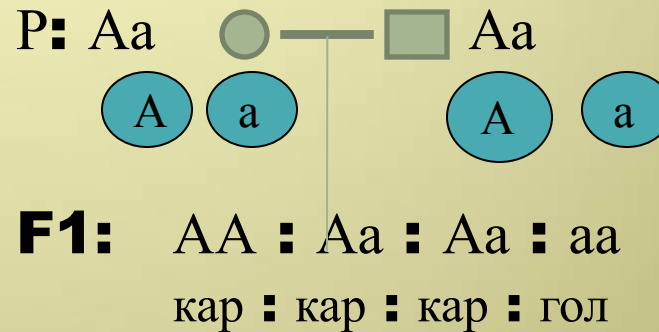 P: Aa Aa
A a A a
F1: AA : Aa : Aa : aa
кар : кар : кар : гол